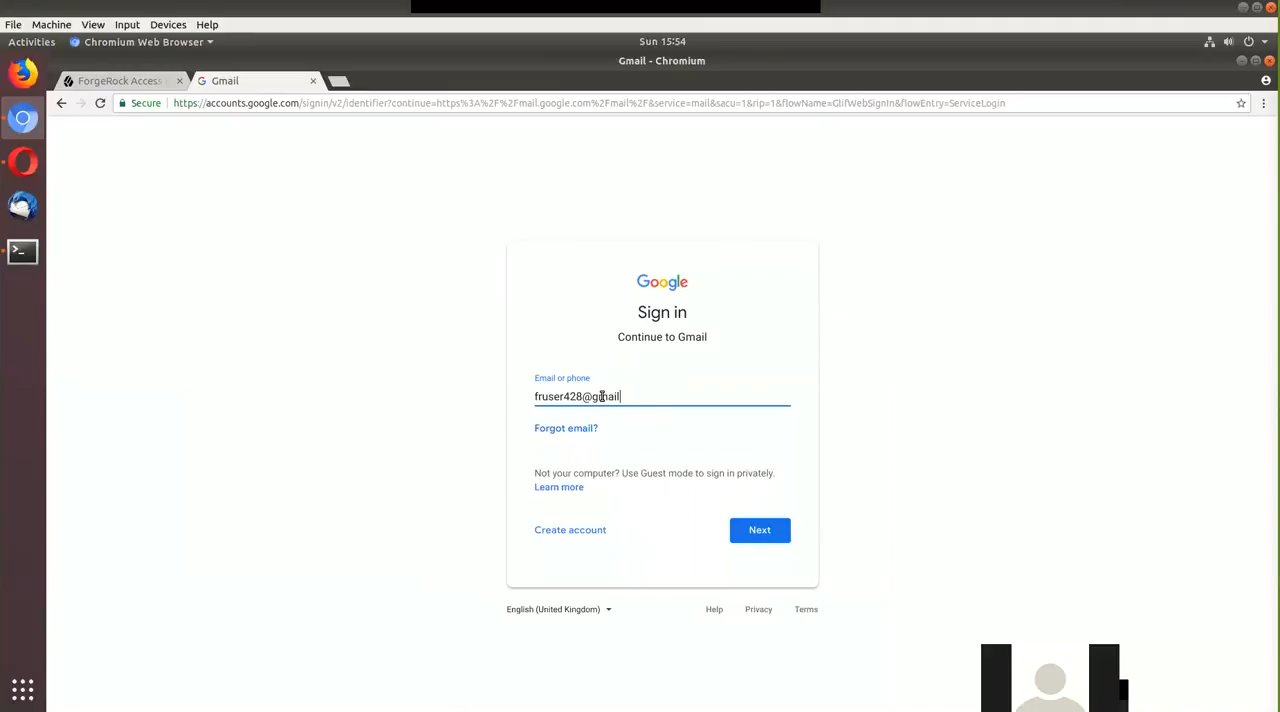 File Machine View Input Devices Help
Activities Chromium Web Browser Sun 15:54
Gmail - Chromium
ForgeRock Access Gmail
Secure https://accounts.google.com/signin/v2/identifier?continue=https%3A%2F%2Fmail.google.com%2Fmail%2F&service=mail&sacu=1&rip=1&flowName=GlifWebSignIn&flowEntry=ServiceLogin
Google
Sign in
Continue to Gmail
Email or phone
fruser428@gmail
Forgot email?
Not your computer? Use Guest mode to sign in privately.
Learn more
Create account Next
English (United Kingdom) Help Privacy Terms